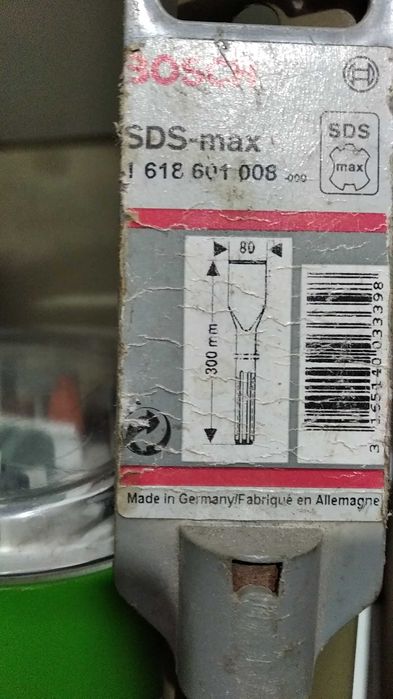 BOSCH
SDS-max
1 618 601 008 -000
SDS
max
80
300 mm
3 165140 033398
Made in Germany/Fabriqué en Allemagne